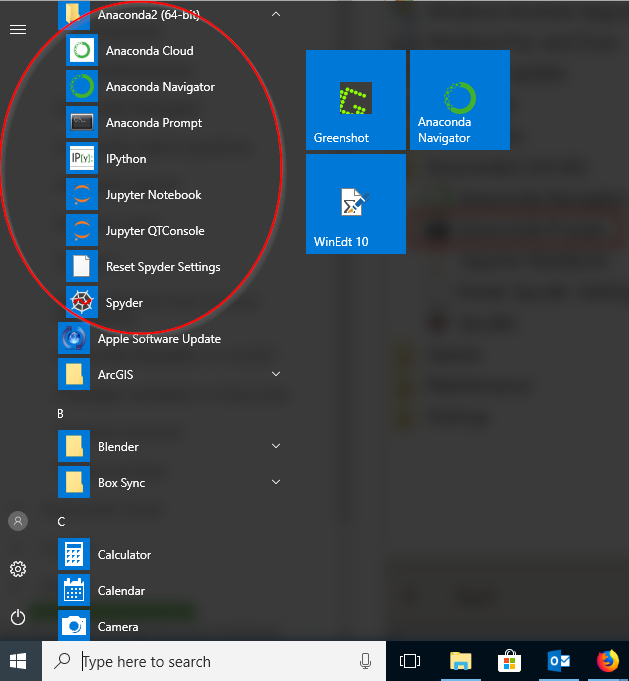 Anaconda2 (64-bit)
Anaconda Cloud
Anaconda Navigator
Anaconda Prompt
IP[y]:
IPython
Jupyter Notebook
Jupyter QTConsole
Reset Spyder Settings
Spyder
Apple Software Update
ArcGIS
B
Blender
Box Sync
C
Calculator
Calendar
Camera
Greenshot
Anaconda
Navigator
WinEdt 10
Type here to search